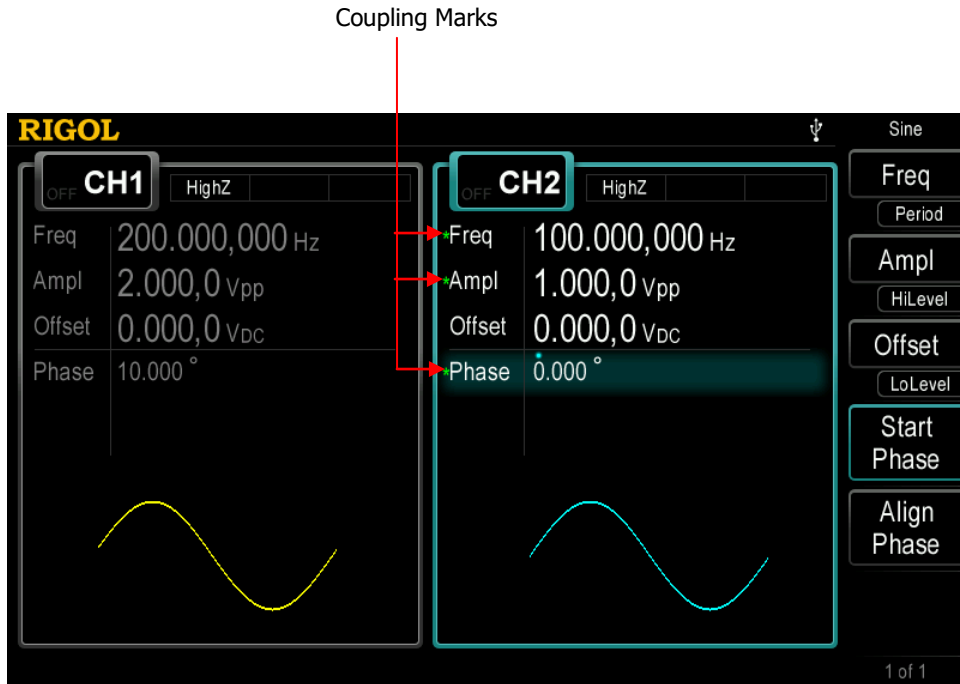 Coupling Marks
RIGOL
Sine
OFF CH1 HighZ
Freq 200.000,000 Hz
Ampl 2.000,0 Vpp
Offset 0.000,0 VDC
Phase 10.000 °
OFF CH2 HighZ
*Freq 100.000,000 Hz
*Ampl 1.000,0 Vpp
Offset 0.000,0 VDC
*Phase 0.000 °
Freq
Period
Ampl
HiLevel
Offset
LoLevel
Start
Phase
Align
Phase
1 of 1